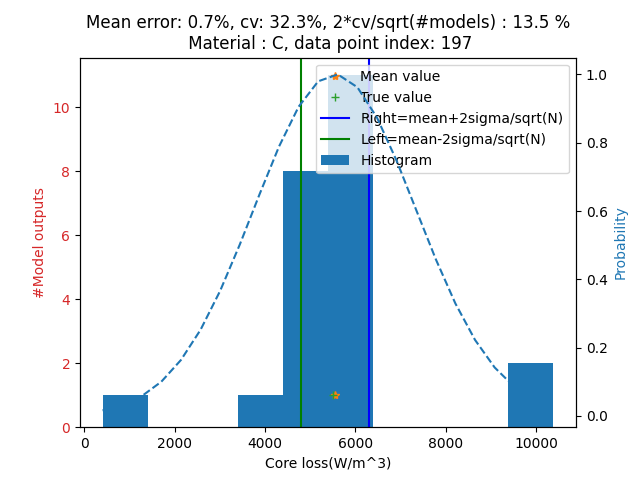 Mean error: 0.7%, cv: 32.3%, 2*cv/sqrt(#models) : 13.5 %
Material : C, data point index: 197
Mean value
True value
Right=mean+2sigma/sqrt(N)
Left=mean-2sigma/sqrt(N)
Histogram
#Model outputs
10
8
6
4
2
0
1.0
0.8
0.6
0.4
0.2
0.0
Probability
0
2000
4000
6000
8000
10000
Core loss(W/m^3)